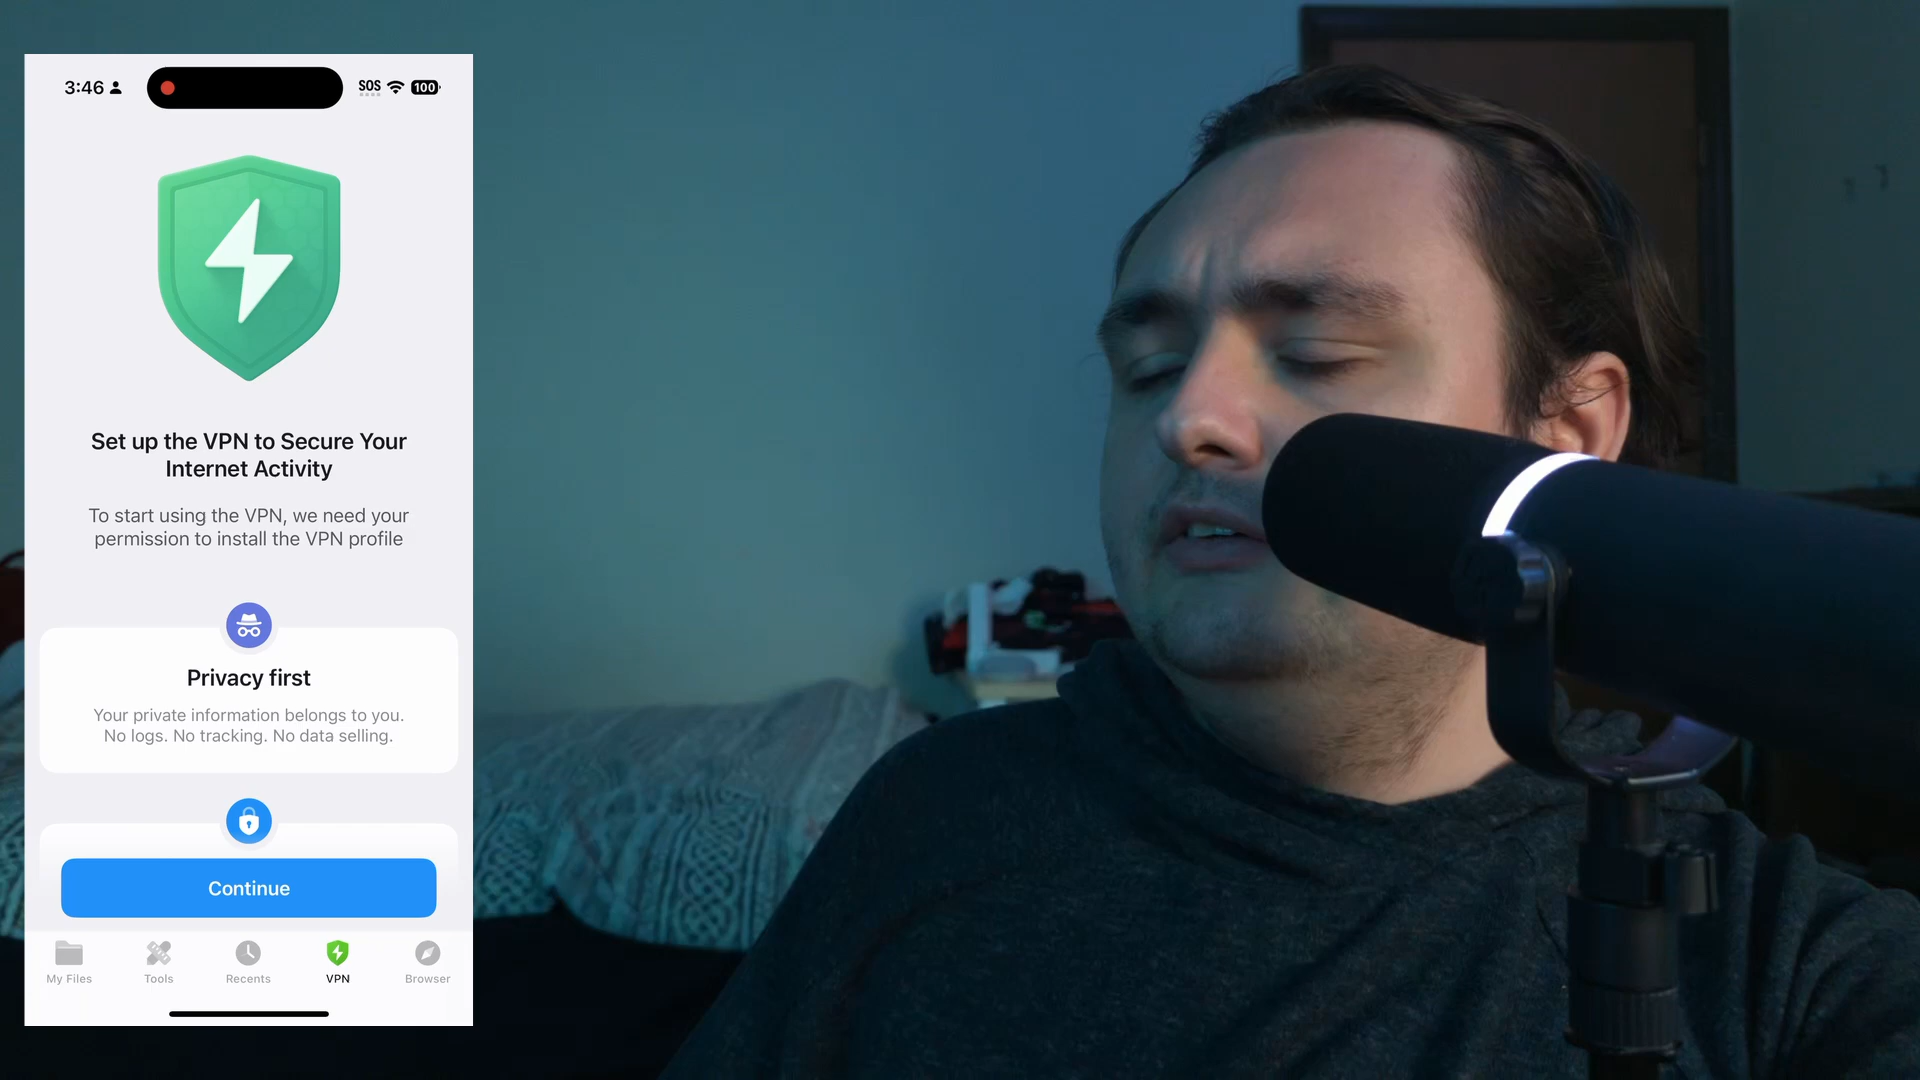 3:46
SOS
100
Set up the VPN to Secure Your
Internet Activity
To start using the VPN, we need your
permission to install the VPN profile
Privacy first
Your private information belongs to you.
No logs. No tracking. No data selling.
Continue
My Files
Tools
Recents
VPN
Browser